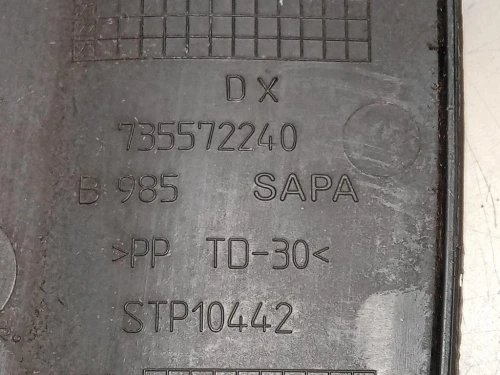 DX
735572240
B 985 SAPA
>PP TD-30<
STP10442